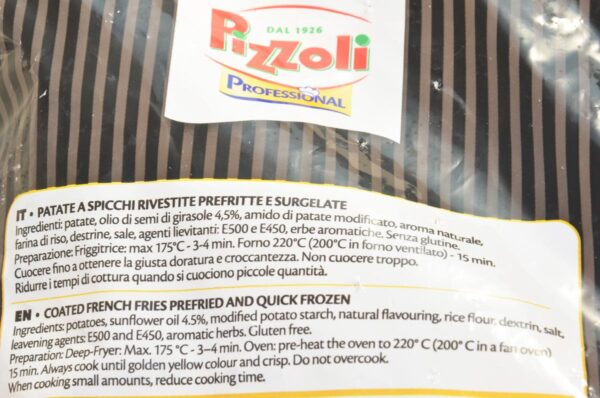 DAL 1926
Pizzoli
PROFESSIONAL
IT • PATATE A SPICCHI RIVESTITE PREFRITTE E SURGELATE
Ingredienti: patate, olio di semi di girasole 4,5%, amido di patate modificato, aroma naturale,
farina di riso, destrine, sale, agenti lievitanti: E500 e E450, erbe aromatiche. Senza glutine.
Preparazione: Friggitrice: max 175°C - 3-4 min. Forno 220°C (200°C in forno ventilato) - 15 min.
Cuocere fino a ottenere la giusta doratura e croccantezza. Non cuocere troppo.
Ridurre i tempi di cottura quando si cuociono piccole quantità.
EN • COATED FRENCH FRIES PREFRIED AND QUICK FROZEN
Ingredients: potatoes, sunflower oil 4.5%, modified potato starch, natural flavouring, rice flour, dextrin, salt,
leavening agents: E500 and E450, aromatic herbs. Gluten free.
Preparation: Deep-Fryer: Max. 175 °C - 3–4 min. Oven: pre-heat the oven to 220° C (200° C in a fan oven)
15 min. Always cook until golden yellow colour and crisp. Do not overcook.
When cooking small amounts, reduce cooking time.